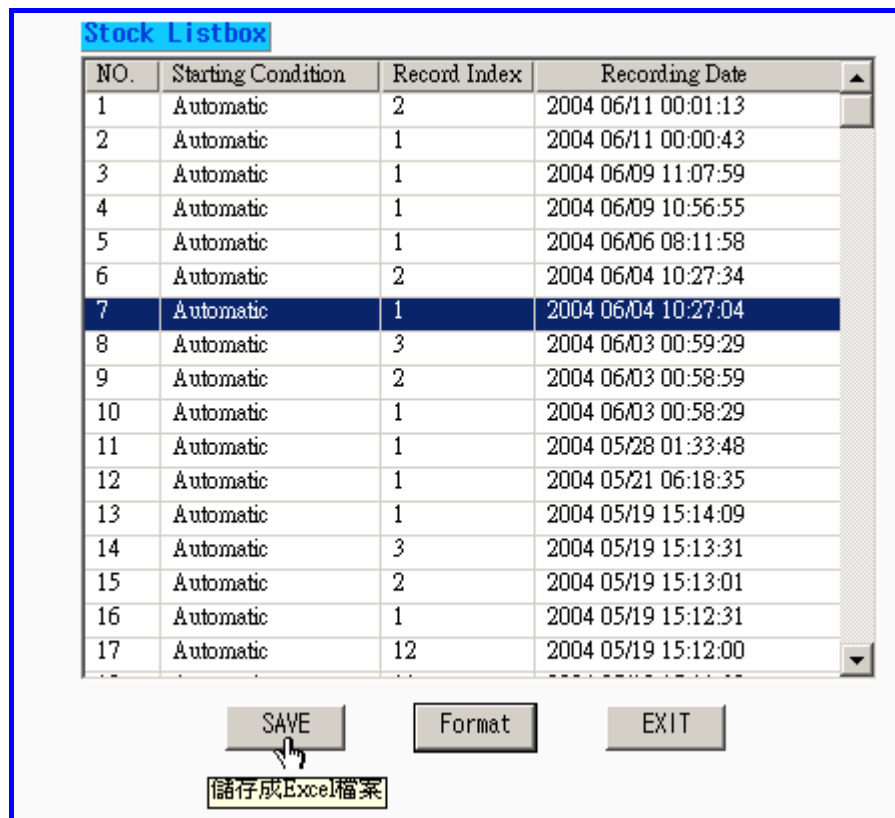 Stock Listbox
NO. Starting Condition Record Index Recording Date
1 Automatic 2 2004 06/11 00:01:13
2 Automatic 1 2004 06/11 00:00:43
3 Automatic 1 2004 06/09 11:07:59
4 Automatic 1 2004 06/09 10:56:55
5 Automatic 1 2004 06/06 08:11:58
6 Automatic 2 2004 06/04 10:27:34
7 Automatic 1 2004 06/04 10:27:04
8 Automatic 3 2004 06/03 00:59:29
9 Automatic 2 2004 06/03 00:58:59
10 Automatic 1 2004 06/03 00:58:29
11 Automatic 1 2004 05/28 01:33:48
12 Automatic 1 2004 05/21 06:18:35
13 Automatic 1 2004 05/19 15:14:09
14 Automatic 3 2004 05/19 15:13:31
15 Automatic 2 2004 05/19 15:13:01
16 Automatic 1 2004 05/19 15:12:31
17 Automatic 12 2004 05/19 15:12:00
SAVE Format EXIT
儲存成Excel檔案